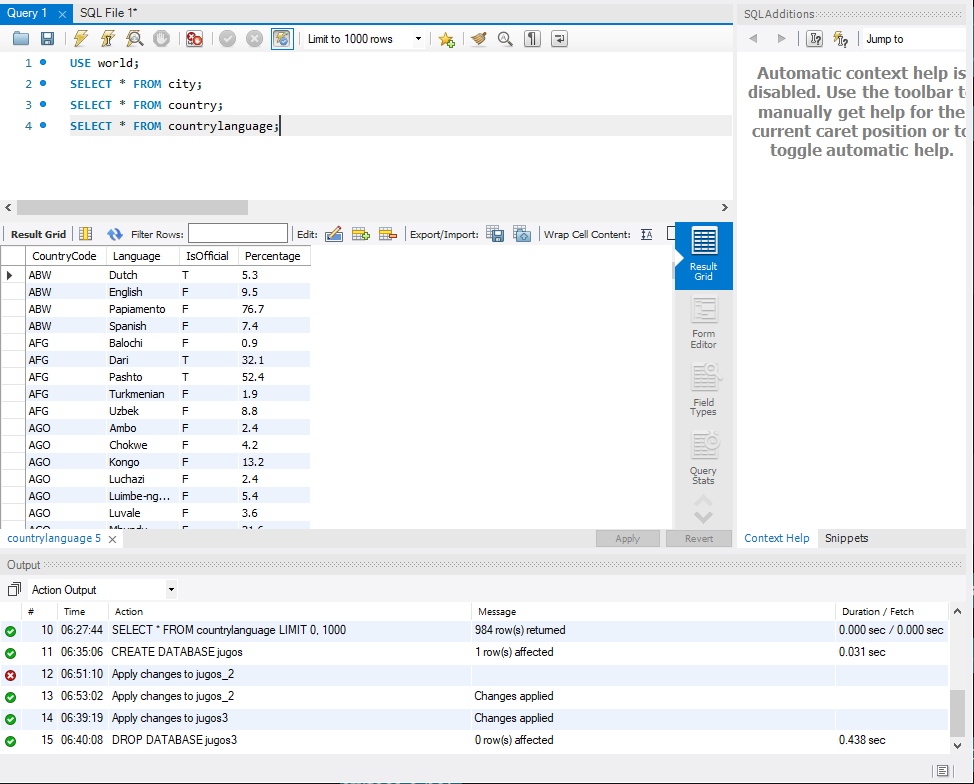 Query 1 SQL File 1* SQLAdditions
Limit to 1000 rows Jump to
1 USE world;
2 SELECT * FROM city;
3 SELECT * FROM country;
4 SELECT * FROM countrylanguage;
Automatic context help is
disabled. Use the toolbar t
manually get help for the
current caret position or to
toggle automatic help.
Result Grid Filter Rows: Edit: Export/Import: Wrap Cell Content: IA
CountryCode Language IsOfficial Percentage
ABW Dutch T 5.3
ABW English F 9.5
ABW Papiamento F 76.7
ABW Spanish F 7.4
AFG Balochi F 0.9
AFG Dari T 32.1
AFG Pashto T 52.4
AFG Turkmenian F 1.9
AFG Uzbek F 8.8
AGO Ambo F 2.4
AGO Chokwe F 4.2
AGO Kongo F 13.2
AGO Luchazi F 2.4
AGO Luimbe-ng... F 5.4
AGO Luvale F 3.6
Result
Grid
Form
Editor
Field
Types
Query
Stats
countrylanguage 5 Apply Revert Context Help Snippets
Output
Action Output
# Time Action Message Duration / Fetch
10 06:27:44 SELECT * FROM countrylanguage LIMIT 0, 1000 984 row(s) returned 0.000 sec / 0.000 sec
11 06:35:06 CREATE DATABASE jugos 1 row(s) affected 0.031 sec
12 06:51:10 Apply changes to jugos_2
13 06:53:02 Apply changes to jugos_2 Changes applied
14 06:39:19 Apply changes to jugos3 Changes applied
15 06:40:08 DROP DATABASE jugos3 0 row(s) affected 0.438 sec